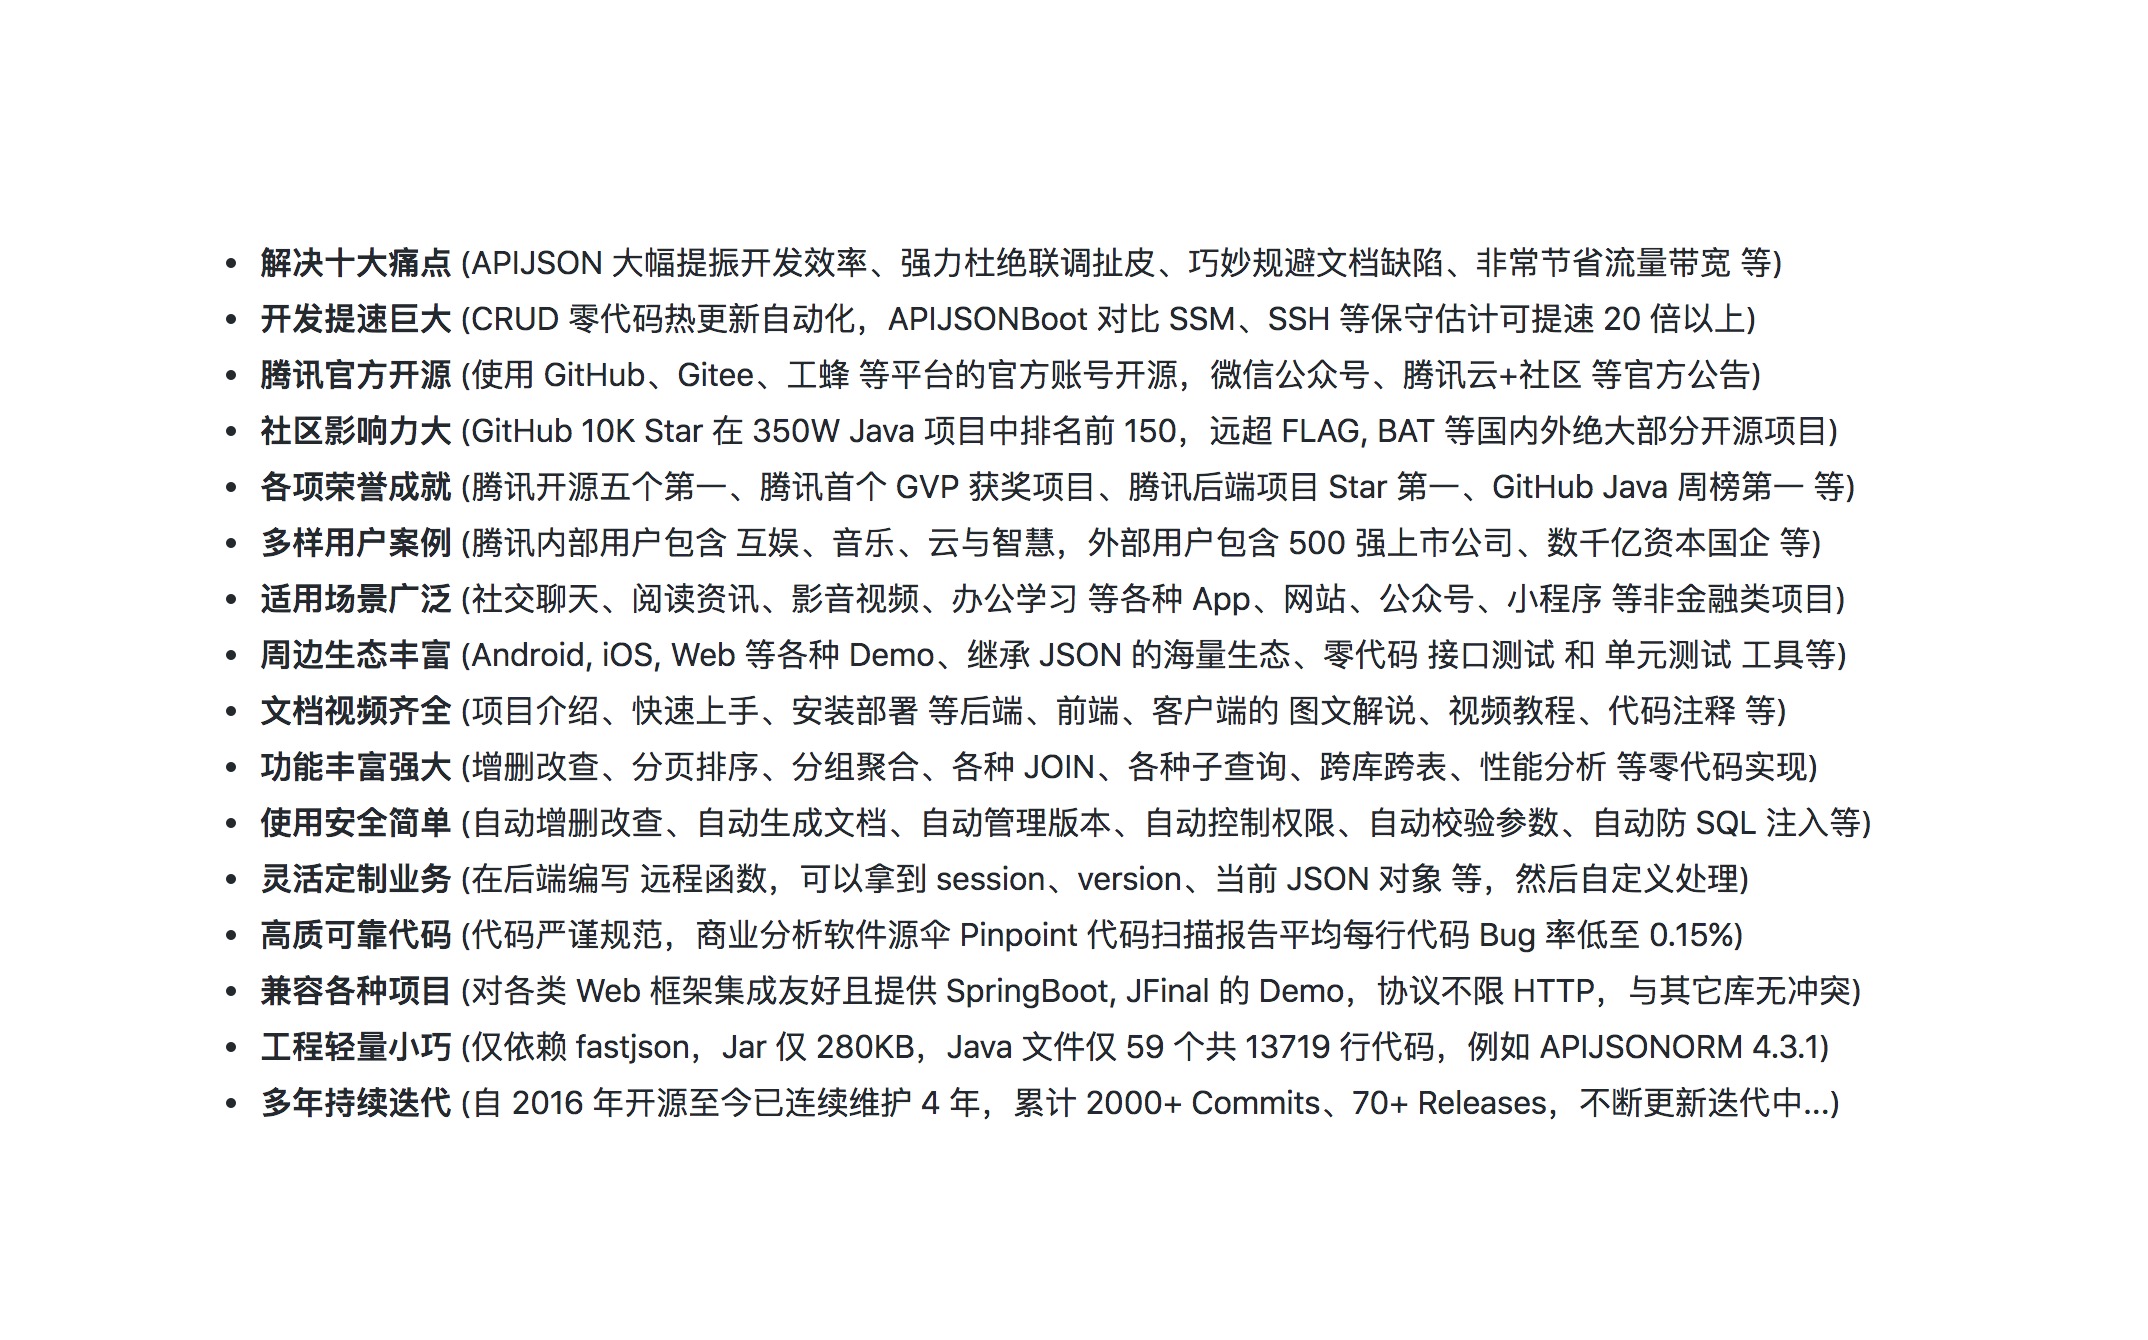 • 解决十大痛点 (APIJSON 大幅提振开发效率、强力杜绝联调扯皮、巧妙规避文档缺陷、非常节省流量带宽 等)
• 开发提速巨大 (CRUD 零代码热更新自动化，APIJSONBoot 对比 SSM、SSH 等保守估计可提速 20 倍以上)
• 腾讯官方开源 (使用 GitHub、Gitee、工蜂 等平台的官方账号开源，微信公众号、腾讯云+社区 等官方公告)
• 社区影响力大 (GitHub 10K Star 在 350W Java 项目中排名前 150，远超 FLAG, BAT 等国内外绝大部分开源项目)
• 各项荣誉成就 (腾讯开源五个第一、腾讯首个 GVP 获奖项目、腾讯后端项目 Star 第一、GitHub Java 周榜第一 等)
• 多样用户案例 (腾讯内部用户包含 互娱、音乐、云与智慧，外部用户包含 500 强上市公司、数千亿资本国企 等)
• 适用场景广泛 (社交聊天、阅读资讯、影音视频、办公学习 等各种 App、网站、公众号、小程序 等非金融类项目)
• 周边生态丰富 (Android, iOS, Web 等各种 Demo、继承 JSON 的海量生态、零代码 接口测试 和 单元测试 工具等)
• 文档视频齐全 (项目介绍、快速上手、安装部署 等后端、前端、客户端的 图文解说、视频教程、代码注释 等)
• 功能丰富强大 (增删改查、分页排序、分组聚合、各种 JOIN、各种子查询、跨库跨表、性能分析 等零代码实现)
• 使用安全简单 (自动增删改查、自动生成文档、自动管理版本、自动控制权限、自动校验参数、自动防 SQL 注入等)
• 灵活定制业务 (在后端编写 远程函数，可以拿到 session、version、当前 JSON 对象 等，然后自定义处理)
• 高质可靠代码 (代码严谨规范，商业分析软件源伞 Pinpoint 代码扫描报告平均每行代码 Bug 率低至 0.15%)
• 兼容各种项目 (对各类 Web 框架集成友好且提供 SpringBoot, JFinal 的 Demo，协议不限 HTTP，与其它库无冲突)
• 工程轻量小巧 (仅依赖 fastjson，Jar 仅 280KB，Java 文件仅 59 个共 13719 行代码，例如 APIJSONORM 4.3.1)
• 多年持续迭代 (自 2016 年开源至今已连续维护 4 年，累计 2000+ Commits、70+ Releases，不断更新迭代中...)